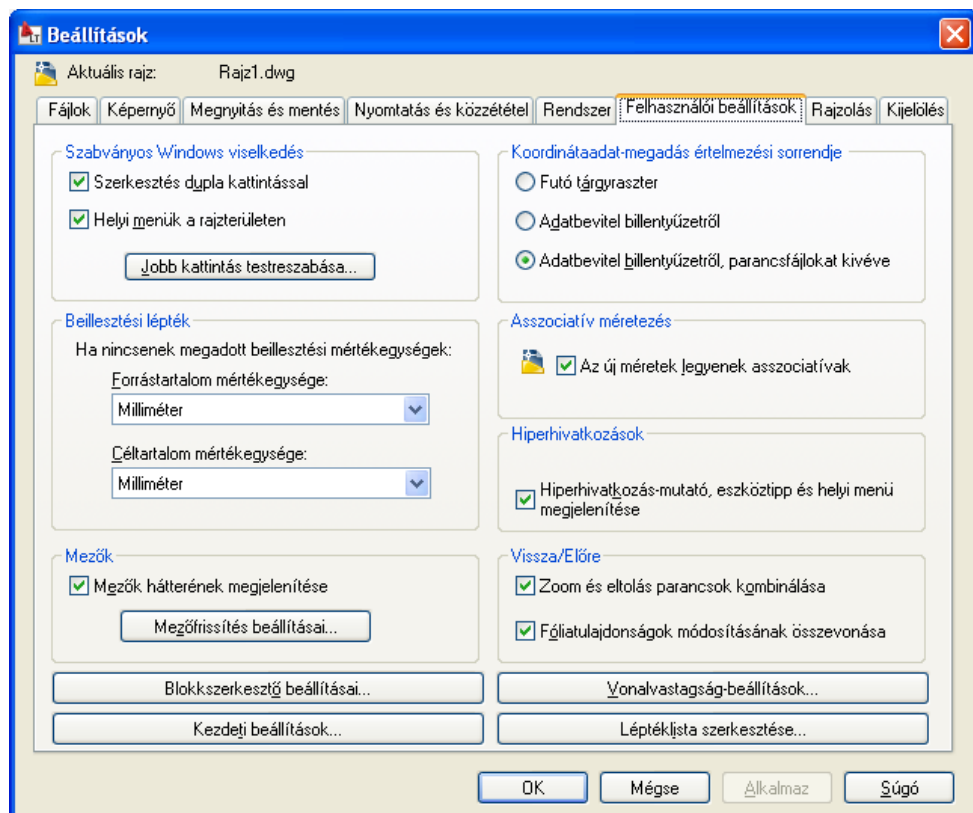 LT Beállítások
Aktuális rajz: Rajz1.dwg
Fájlok Képernyő Megnyitás és mentés Nyomtatás és közzététel Rendszer Felhasználói beállítások Rajzolás Kijelölés
Szabványos Windows viselkedés
Szerkesztés dupla kattintással
Helyi menük a rajzterületen
Jobb kattintás testreszabása...
Koordinátaadat-megadás értelmezési sorrendje
Futó tárgyraszter
Adatbevitel billentyűzetről
Adatbevitel billentyűzetről, parancsfájlokat kivéve
Beillesztési lépték
Ha nincsenek megadott beillesztési mértékegységek:
Forrástartalom mértékegysége:
Milliméter
Céltartalom mértékegysége:
Milliméter
Asszociatív méretezés
Az új méretek legyenek asszociatívak
Hiperhivatkozások
Hiperhivatkozás-mutató, eszköztipp és helyi menü
megjelenítése
Mezők
Mezők hátterének megjelenítése
Mezőfrissítés beállításai...
Vissza/Előre
Zoom és eltolás parancsok kombinálása
Fóliatulajdonságok módosításának összevonása
Blokkszerkesztő beállításai...
Vonalvastagság-beállítások...
Kezdeti beállítások...
Léptéklista szerkesztése...
OK Mégse Alkalmaz Súgó